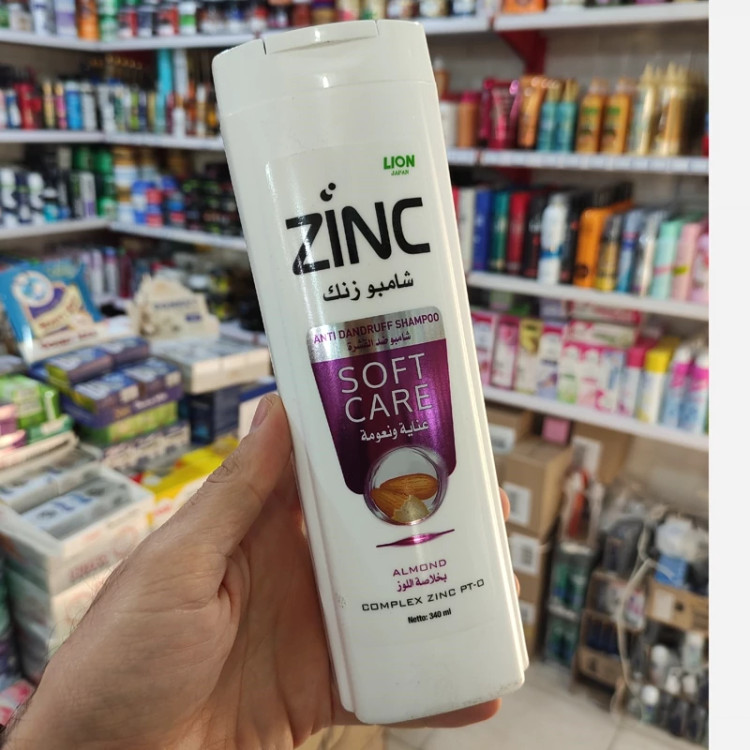 LION
JAPAN
ZINC
شامبو زنك
ANTI DANDRUFF SHAMPOO
شامبو ضد القشرة
SOFT
CARE
عناية ونعومة
ALMOND
بخلاصة اللوز
COMPLEX ZINC PT-O
Netto: 340 ml